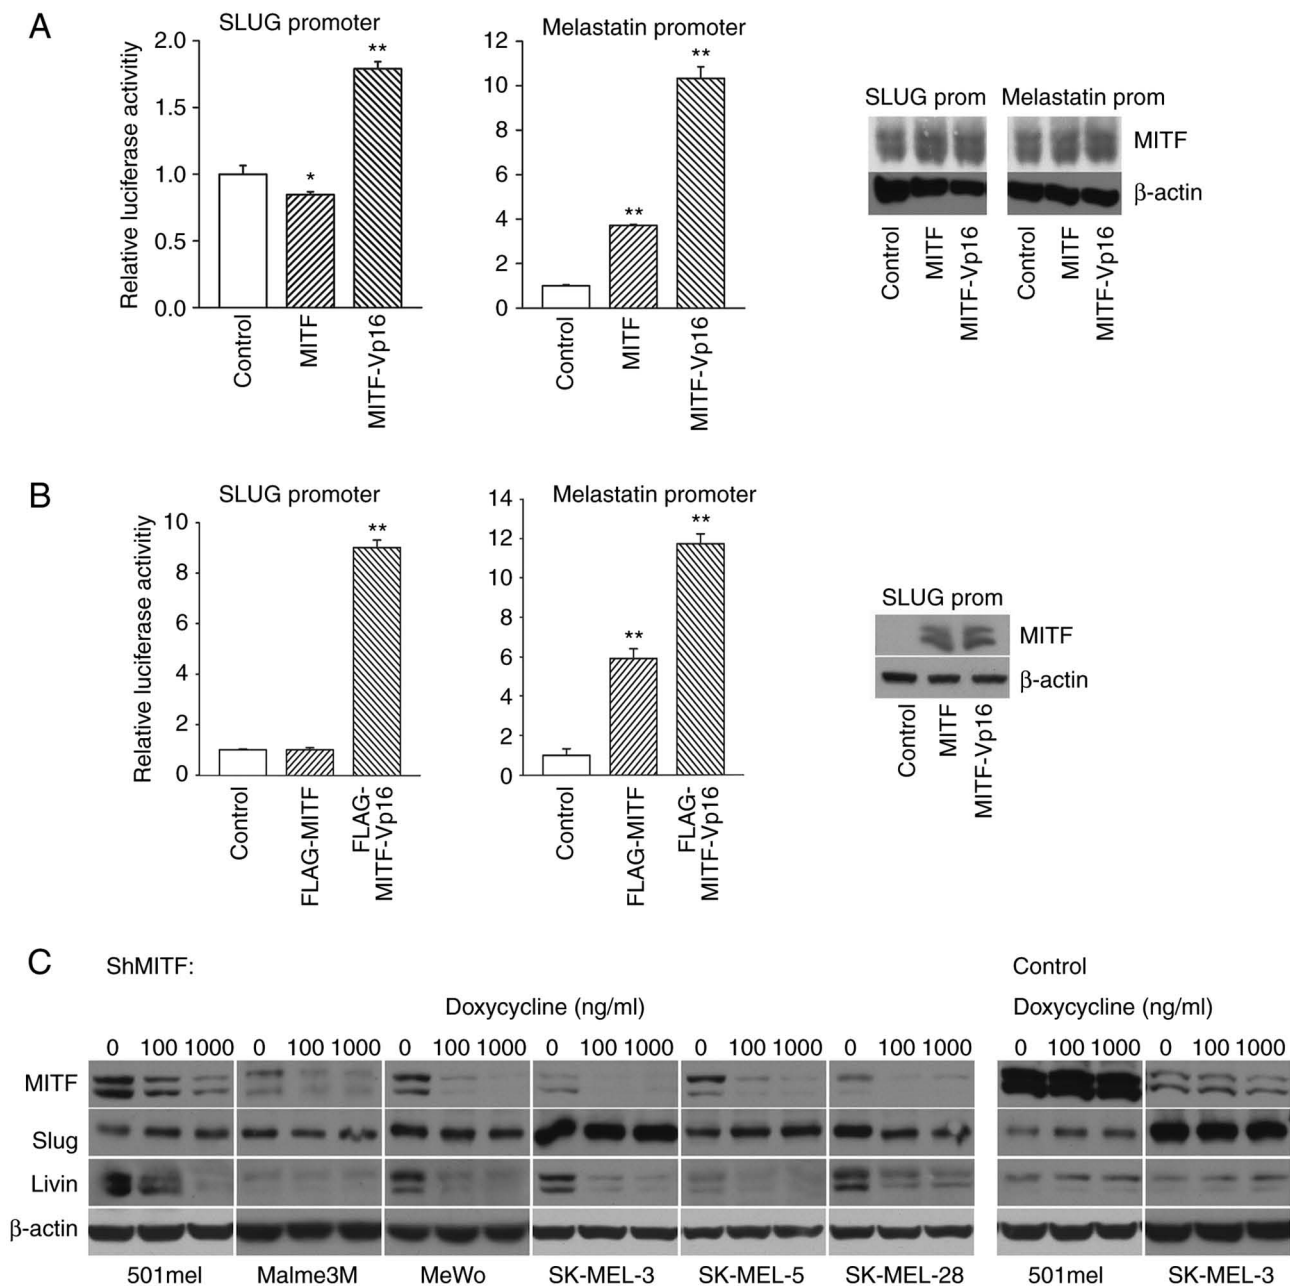 A
SLUG promoter
Melastatin promoter
Relative luciferase activitiy
2.0
1.5
1.0
0.5
0.0
**
*
Control
MITF
MITF-Vp16
12
10
8
6
4
2
0
**
**
Control
MITF
MITF-Vp16
SLUG prom Melastatin prom
MITF
β-actin
Control
MITF
MITF-Vp16
Control
MITF
MITF-Vp16
B
SLUG promoter
Melastatin promoter
Relative luciferase activitiy
10
8
6
4
2
0
**
Control
FLAG-MITF
FLAG-
MITF-Vp16
14
12
10
8
6
4
2
0
**
**
Control
FLAG-MITF
FLAG-
MITF-Vp16
SLUG prom
MITF
β-actin
Control
MITF
MITF-Vp16
C
ShMITF:
Control
Doxycycline (ng/ml)
Doxycycline (ng/ml)
0 100 1000 0 100 1000 0 100 1000 0 100 1000 0 100 1000 0 100 1000 0 100 1000 0 100 1000
MITF
Slug
Livin
β-actin
501mel Malme3M MeWo SK-MEL-3 SK-MEL-5 SK-MEL-28 501mel SK-MEL-3